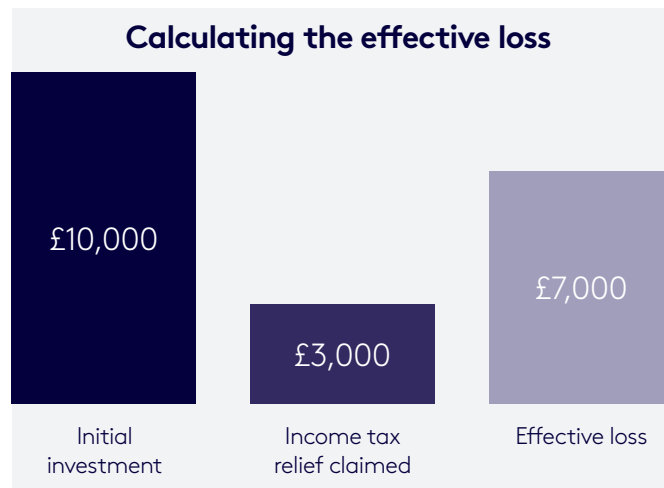 Calculating the effective loss
£10,000
£3,000
£7,000
Initial
investment
Income tax
relief claimed
Effective loss